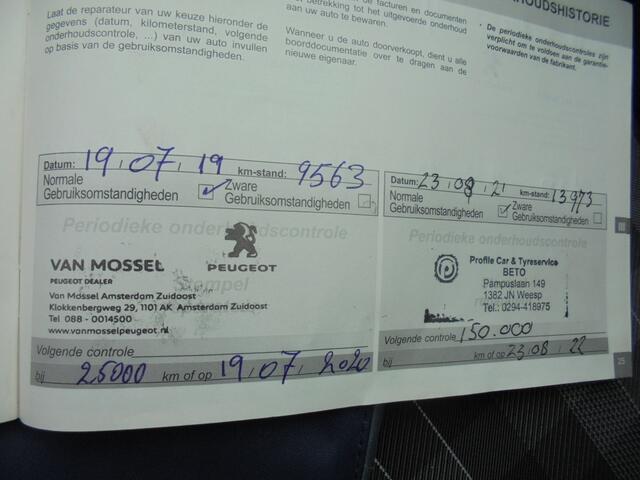 Laat de reparateur van uw keuze hieronder de
gegevens (datum, kilometerstand, volgende
onderhoudscontrole, ...) van uw auto invullen
op basis van de gebruiksomstandigheden.
de facturen en documenten
betrekking tot het uitgevoerde onderhoud
aan uw auto te bewaren.
Wanneer u de auto doorverkoopt, dient u alle
boorddocumentatie over te dragen aan de
nieuwe eigenaar.
HOUDSHISTORIE
• De periodieke onderhoudscontroles zijn
verplicht om te voldoen aan de garantie-
voorwaarden van de fabrikant.
Datum: 19 07 19 km-stand: 9563
Normale
Gebruiksomstandigheden
Zware
Gebruiksomstandigheden
Periodieke onderhoudscontrole
VAN MOSSEL
PEUGEOT DEALER
PEUGEOT
Stempel
Van Mossel Amsterdam Zuidoost
Klokkenbergweg 29, 1101 AK Amsterdam Zuidoost
Tel 088 - 0014500
www.vanmosselpeugeot.nl
Volgende controle
bij 25000 km of op 19 07 2020
Datum: 23 08 21 km-stand: 13973
Normale
Gebruiksomstandigheden
Zware
Gebruiksomstandigheden
Periodieke onderhoudscontrole
Profile Car & Tyreservice
BETO
Pampuslaan 149
1382 JN Weesp
Tel.: 0294-418975
Volgende controle 150.000
bij km of op 23 08 22
25